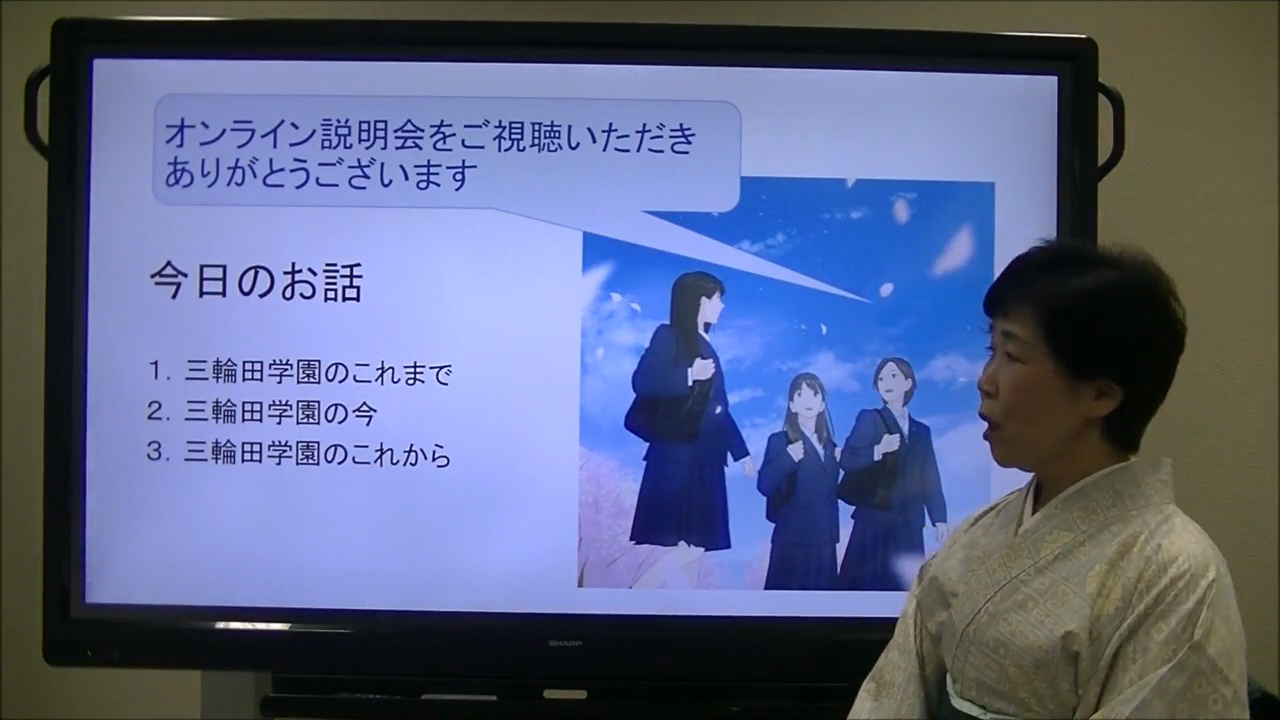 オンライン説明会をご視聴いただき
ありがとうございます
今日のお話
1. 三輪田学園のこれまで
2. 三輪田学園の今
3. 三輪田学園のこれから
SHARP